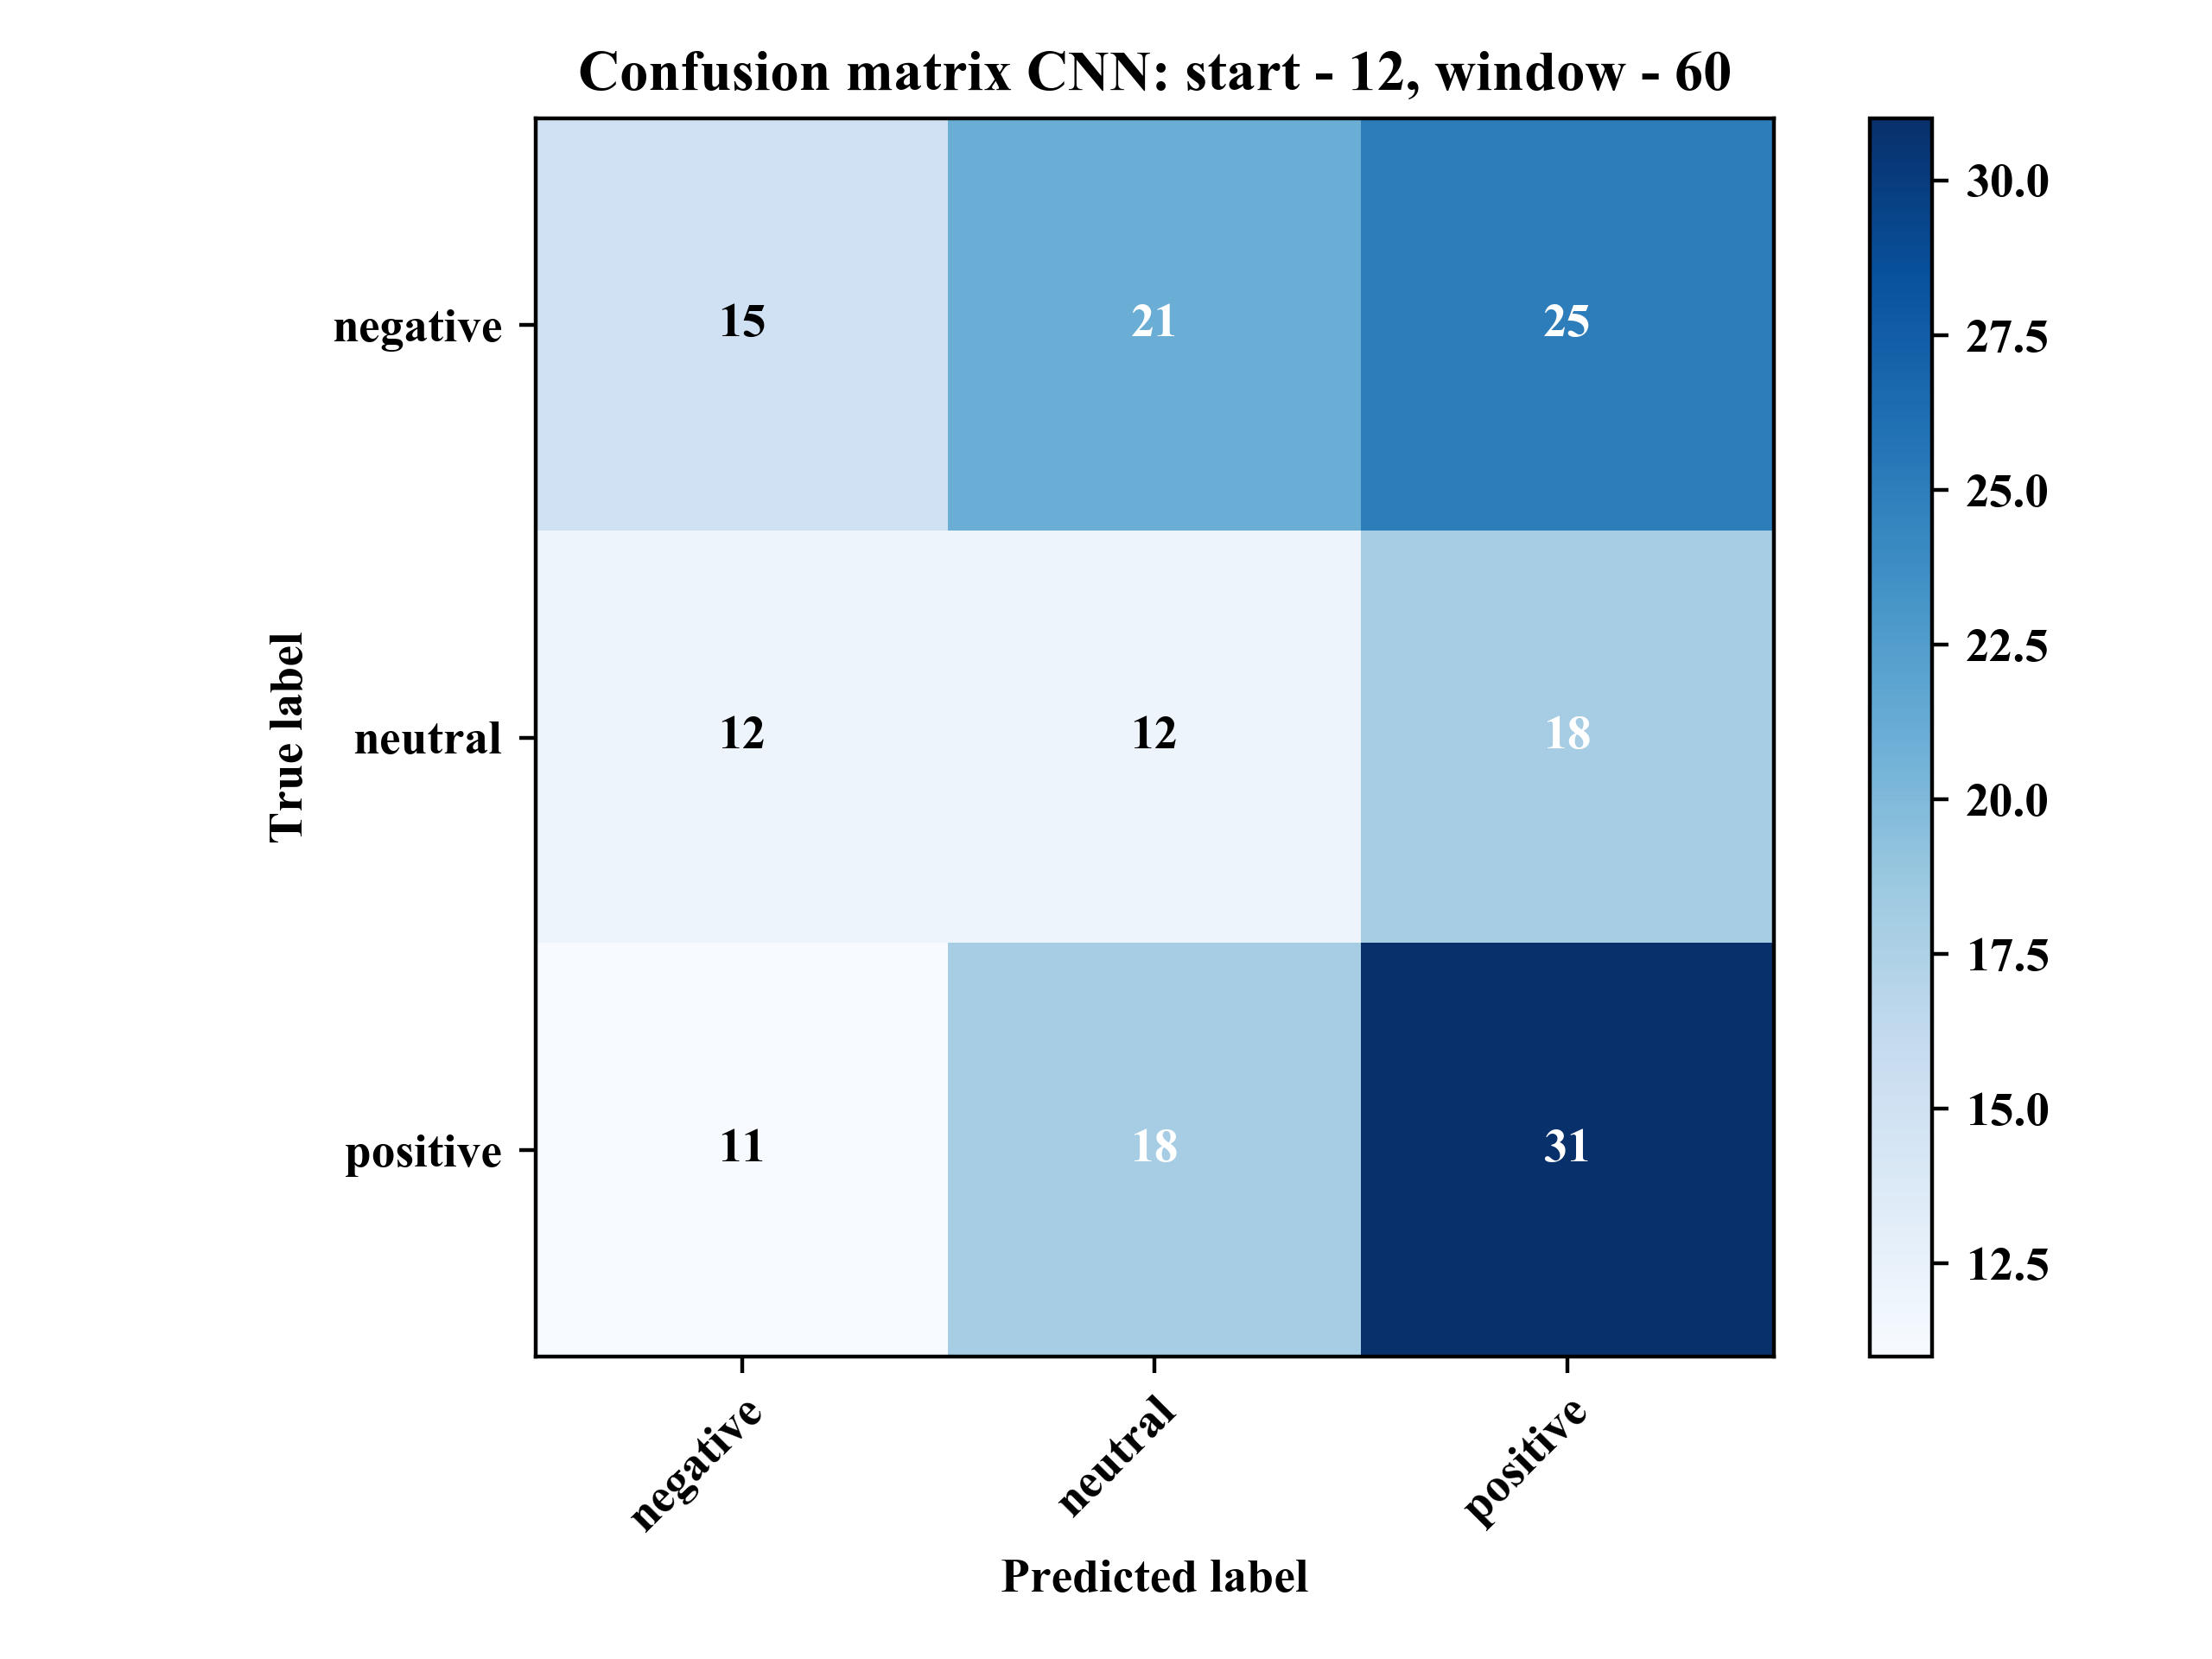 Confusion matrix CNN: start - 12, window - 60
30.0
negative 15 21 25
27.5
25.0
22.5
True label
neutral 12 12 18
20.0
17.5
positive 11 18 31
15.0
12.5
negative neutral positive
Predicted label